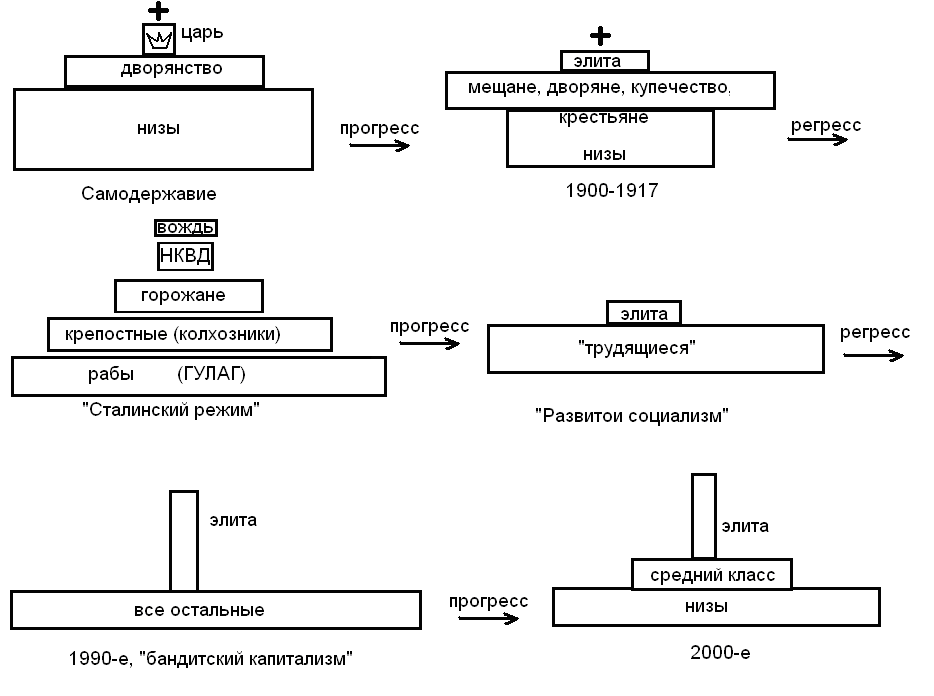 царь
дворянство
низы
прогресс
Самодержавие
элита
мещане, дворяне, купечество,
крестьяне
низы
1900-1917
регресс
вождь
НКВД
горожане
крепостные (колхозники)
рабы (ГУЛАГ)
"Сталинский режим"
прогресс
элита
"трудящиеся"
"Развитои социализм"
регресс
элита
все остальные
1990-е, "бандитский капитализм"
прогресс
элита
средний класс
низы
2000-е